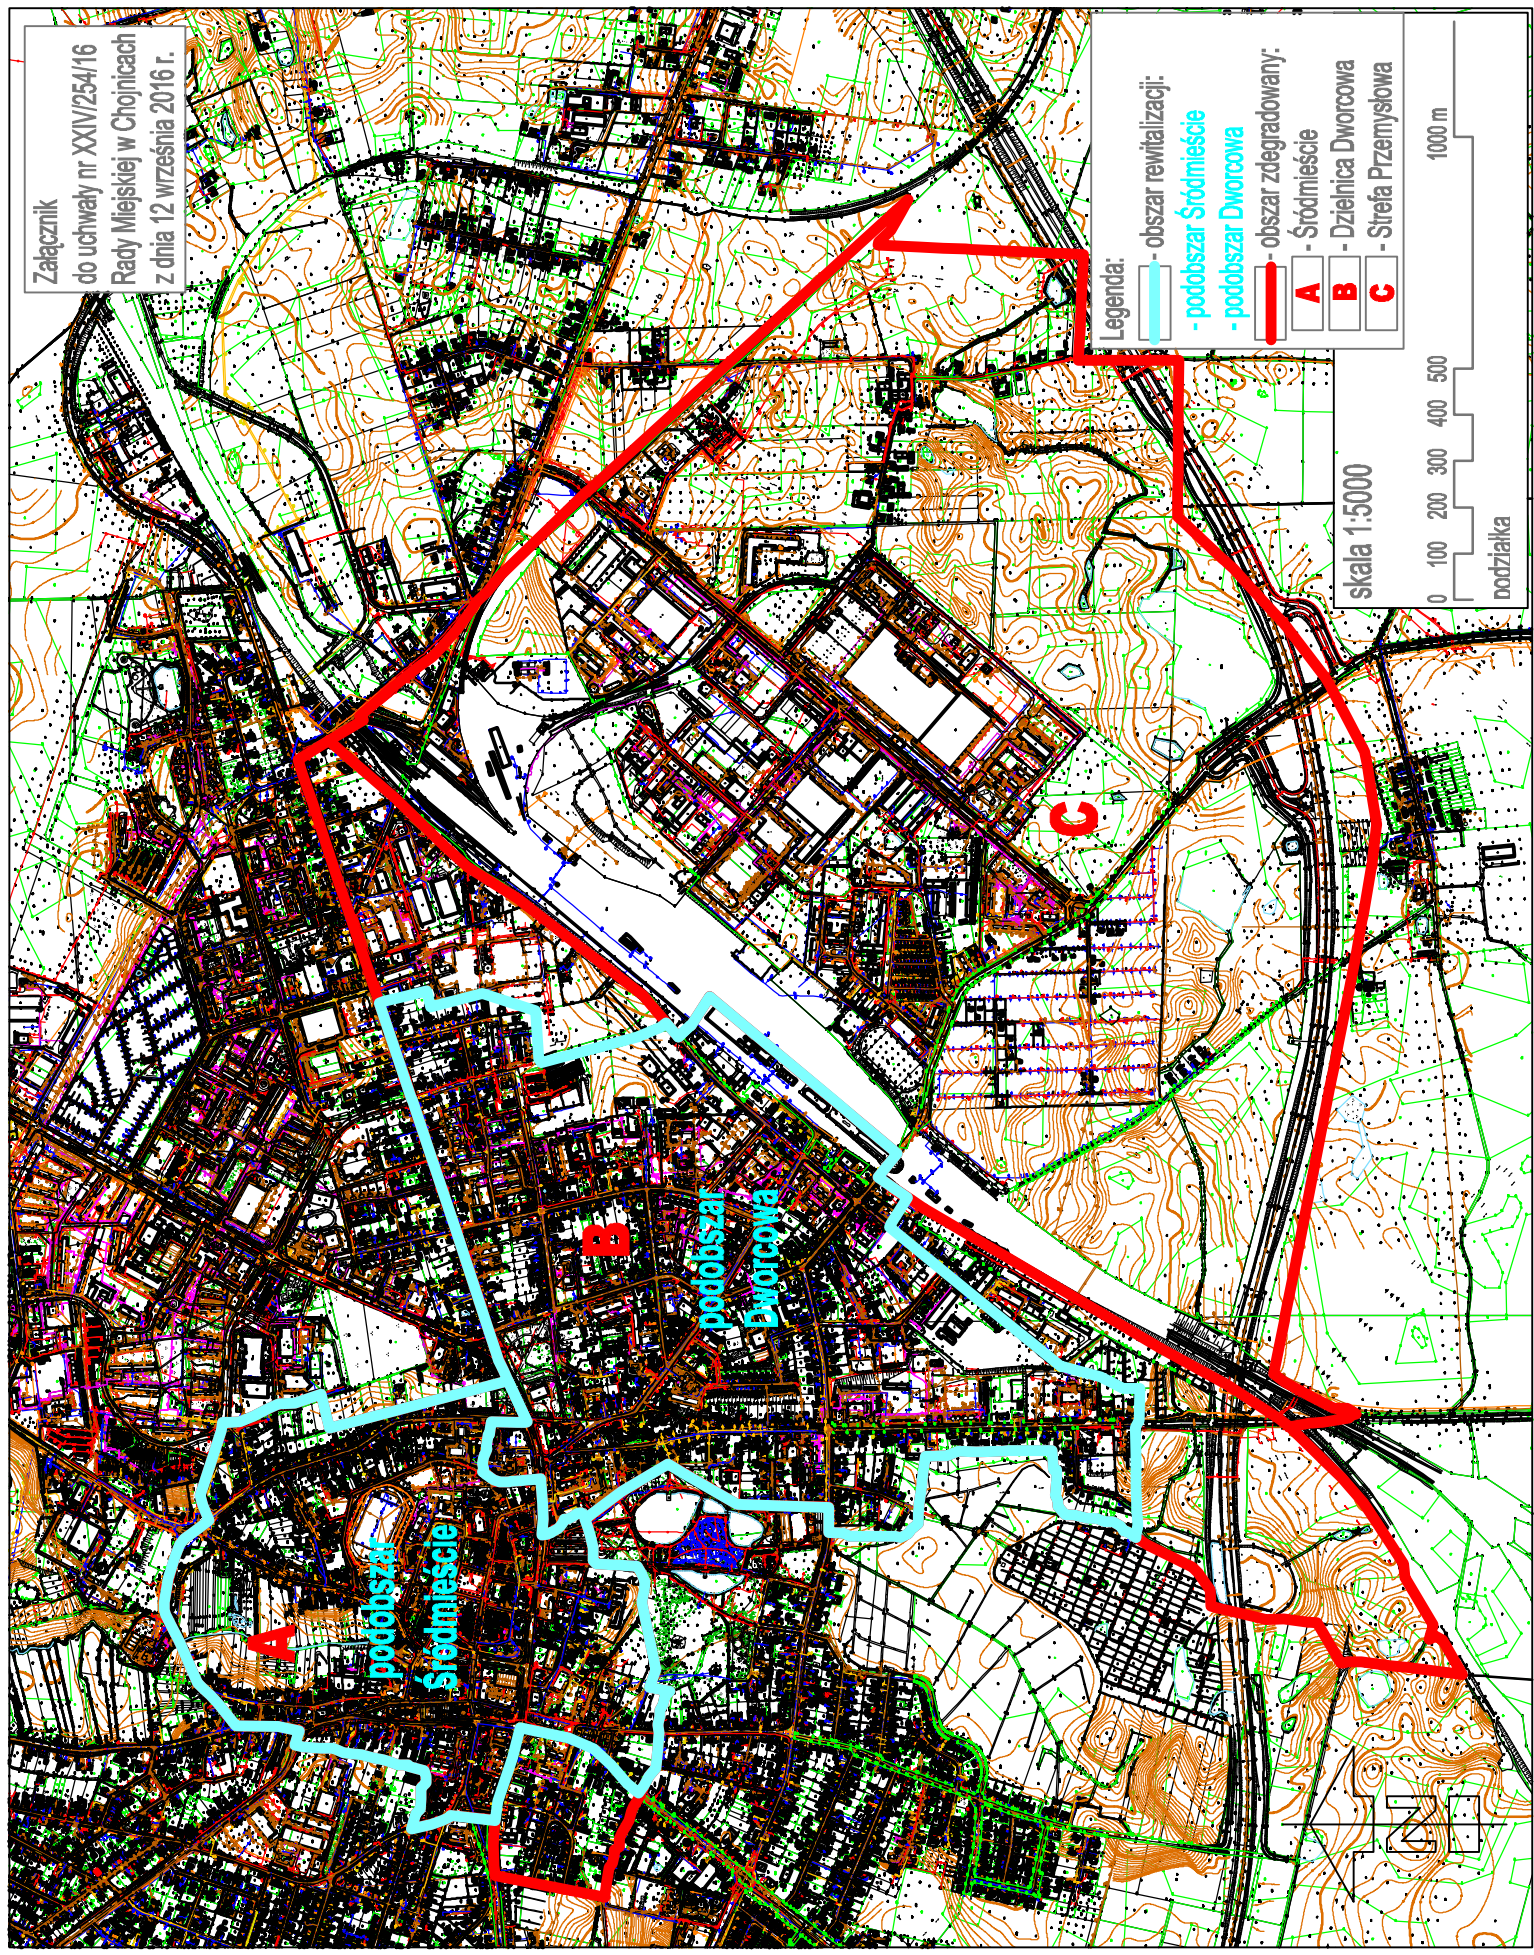 Załącznik
do uchwały nr XXIV/254/16
Rady Miejskiej w Chojnicach
z dnia 12 września 2016 r.
A
podobszar
Śródmieście
B
podobszar
Dworcowa
C
Legenda:
- obszar rewitalizacji:
- podobszar Śródmieście
- podobszar Dworcowa
- obszar zdegradowany:
A - Śródmieście
B - Dzielnica Dworcowa
C - Strefa Przemysłowa
skala 1:5000
0 100 200 300 400 500 1000 m
podziałka
N